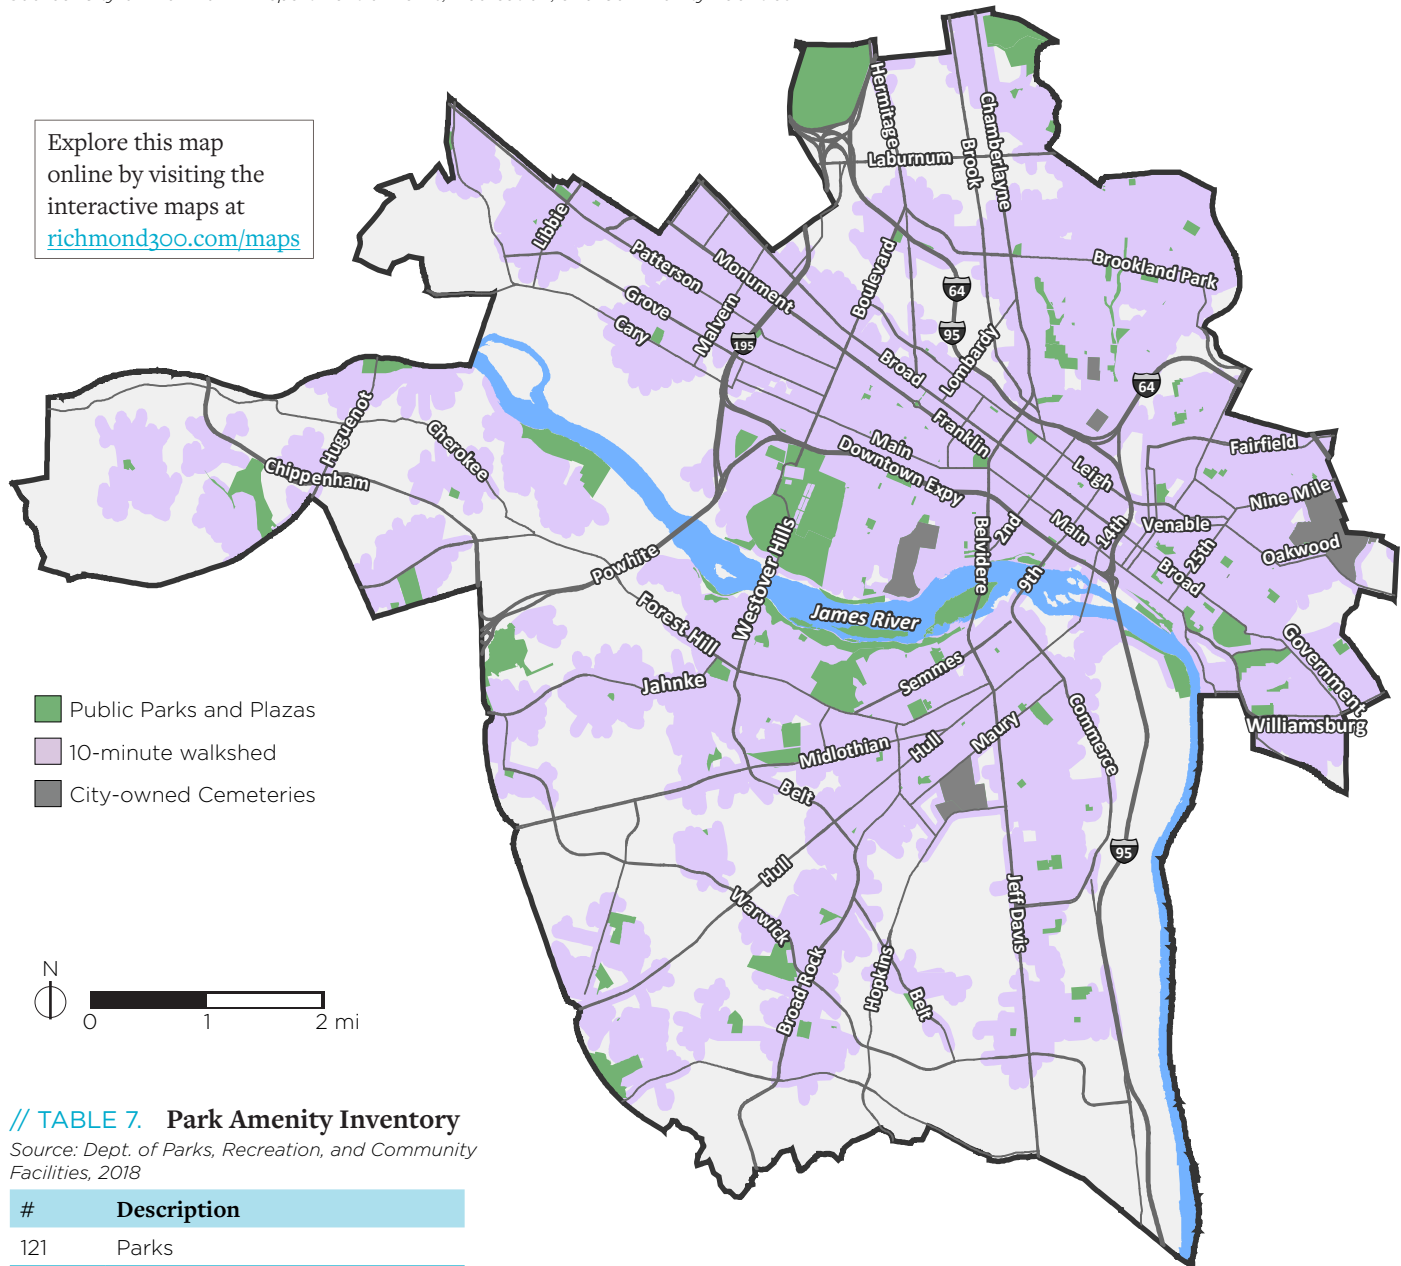 Explore this map
online by visiting the
interactive maps at
richmond300.com/maps
Hermitage
Chamberlayne
Laburnum
Brook
Libbie
Patterson
Monument
Boulevard
Brookland Park
Grove
Cary
Malvern
64
95
195
Broad
Lombardy
64
Huguenot
Cherokee
Chippenham
Franklin
Main
Downtown Expy
Leigh
Fairfield
Nine Mile
Belvidere
2nd
Main
14th
Venable
25th
Oakwood
Broad
Powhite
Westover Hills
9th
James River
Forest Hill
Semmes
Government
Jahnke
Williamsburg
Commerce
Midlothian
Hull
Maury
Belt
95
Hull
Warwick
Jeff Davis
Broad Rock
Hopkins
Belt
Public Parks and Plazas
10-minute walkshed
City-owned Cemeteries
N
0 1 2 mi
// TABLE 7. Park Amenity Inventory
Source: Dept. of Parks, Recreation, and Community
Facilities, 2018
# Description
121 Parks